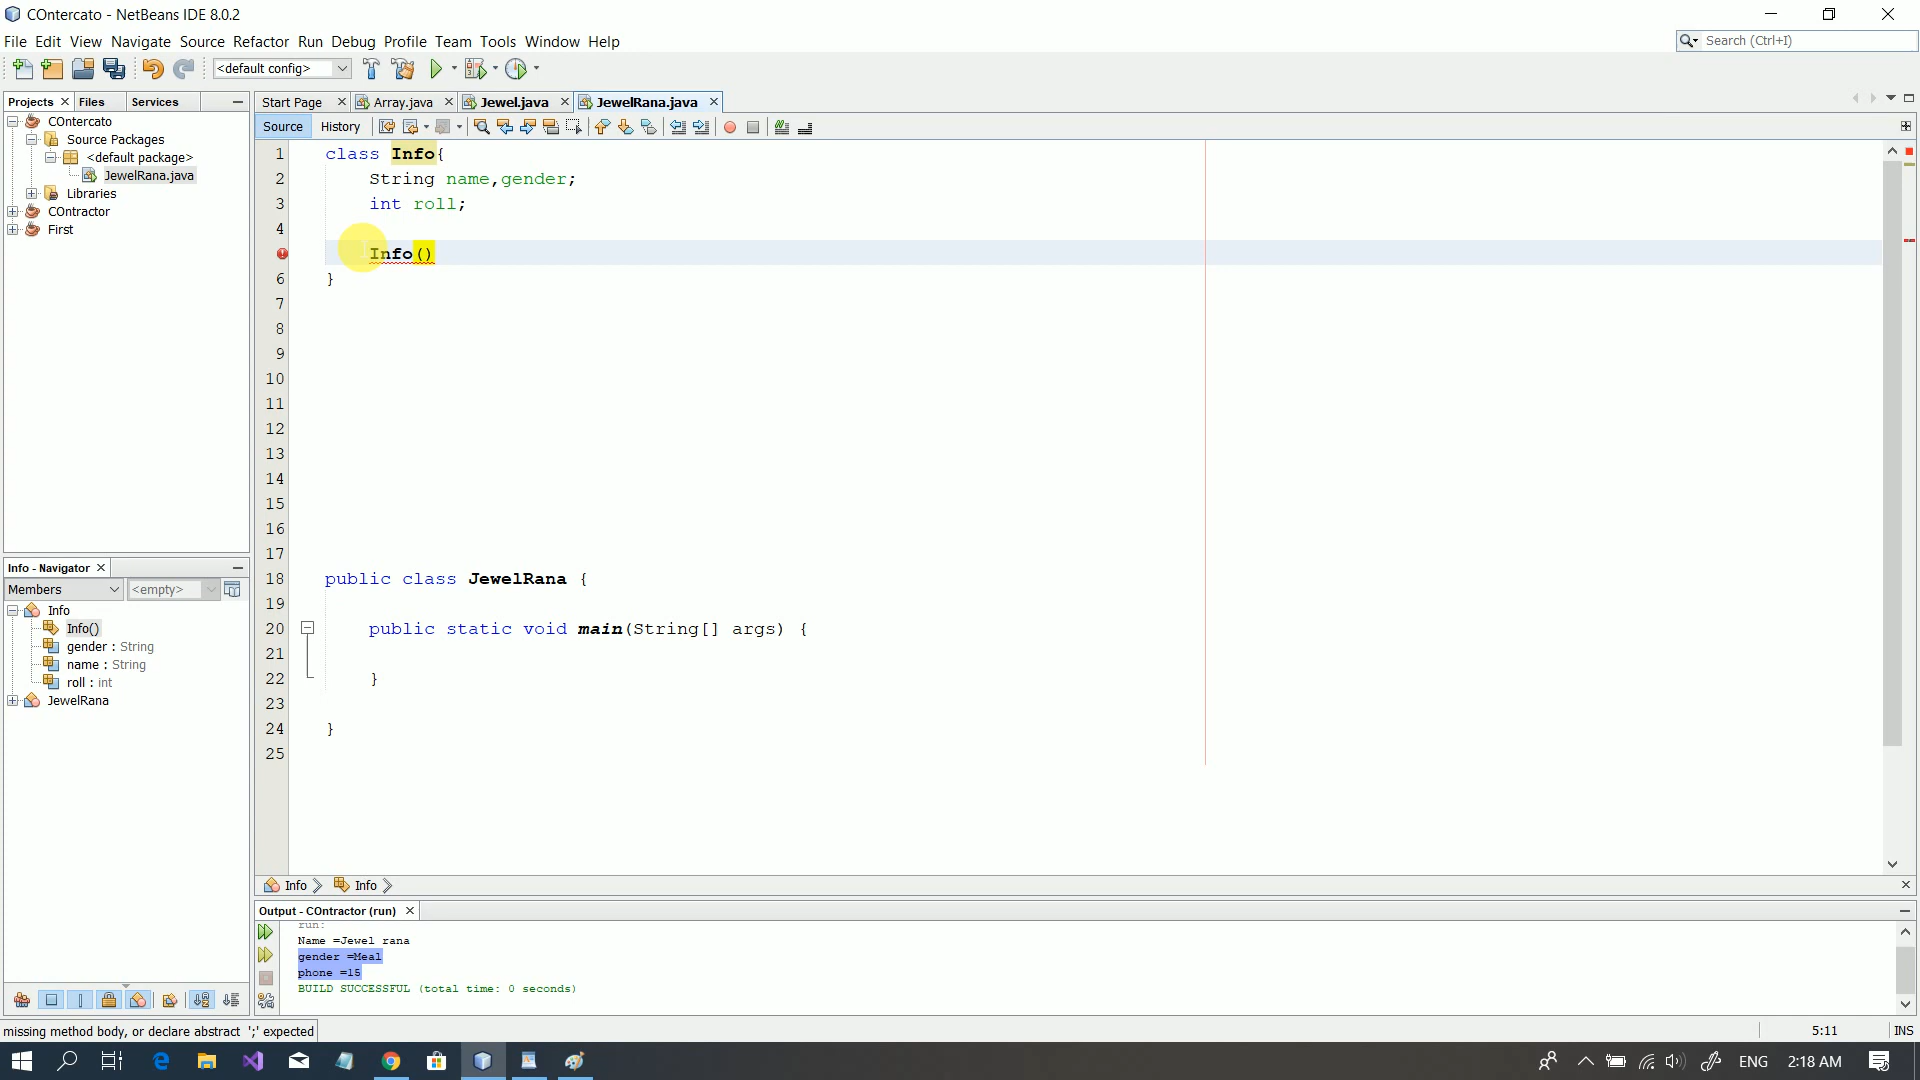 COntercato - NetBeans IDE 8.0.2
File Edit View Navigate Source Refactor Run Debug Profile Team Tools Window Help
Search (Ctrl+I)
<default config>
Projects Files Services
Start Page Array.java Jewel.java JewelRana.java
Source History
COntercato
Source Packages
<default package>
JewelRana.java
Libraries
COntractor
First
1 class Info{
2 String name,gender;
3 int roll;
4
Info()
6 }
7
8
9
10
11
12
13
14
15
16
17
18 public class JewelRana {
19
20 public static void main(String[] args) {
21
22 }
23
24 }
25
Info - Navigator
Members <empty>
Info
Info()
gender : String
name : String
roll : int
JewelRana
Info Info
Output - COntractor (run)
run:
Name =Jewel rana
gender =Meal
phone =15
BUILD SUCCESSFUL (total time: 0 seconds)
missing method body, or declare abstract ';' expected
5:11 INS
ENG 2:18 AM